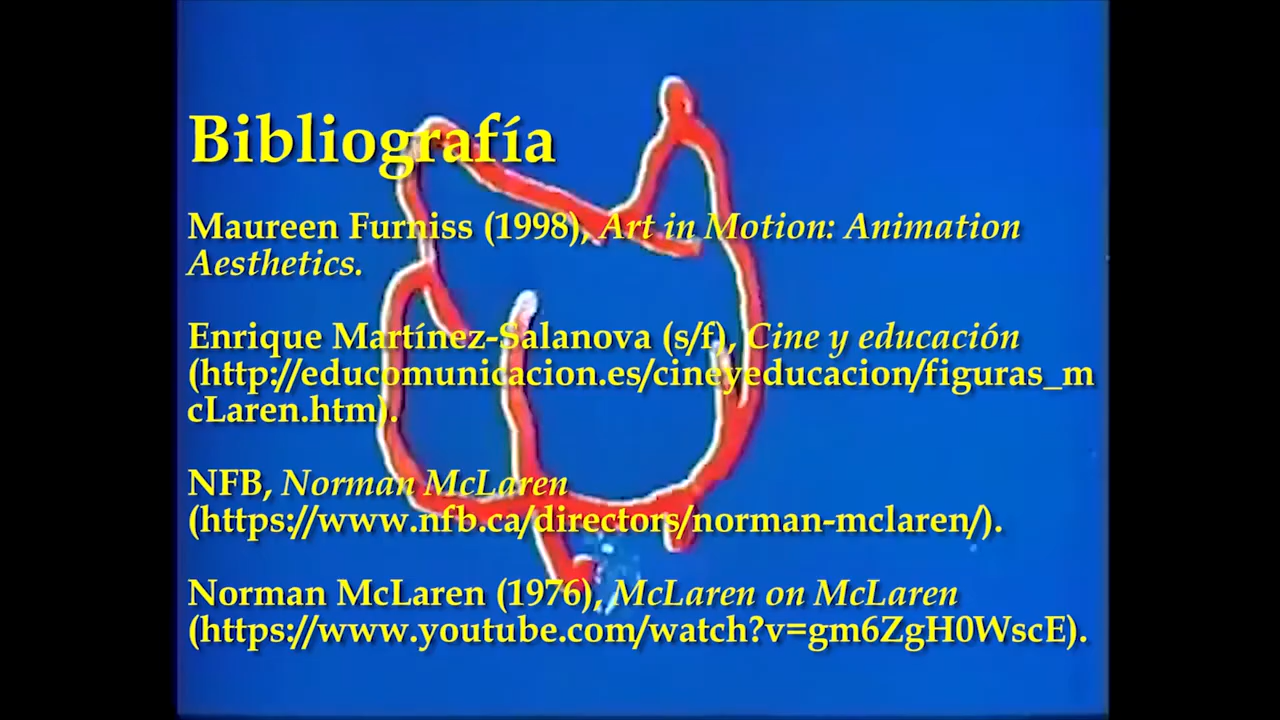 Bibliografía
Maureen Furniss (1998), Art in Motion: Animation
Aesthetics.
Enrique Martínez-Salanova (s/f), Cine y educación
(http://educomunicacion.es/cineyeducacion/figuras_m
cLaren.htm).
NFB, Norman McLaren
(https://www.nfb.ca/directors/norman-mclaren/).
Norman McLaren (1976), McLaren on McLaren
(https://www.youtube.com/watch?v=gm6ZgH0WscE).